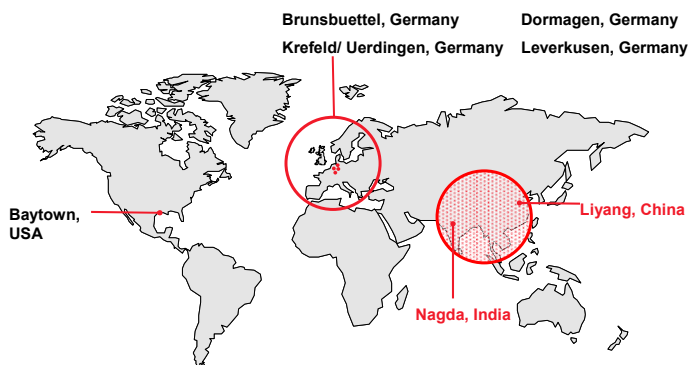 Brunsbuettel, Germany
Dormagen, Germany
Krefeld/ Uerdingen, Germany
Leverkusen, Germany
Baytown,
USA
Liyang, China
Nagda, India